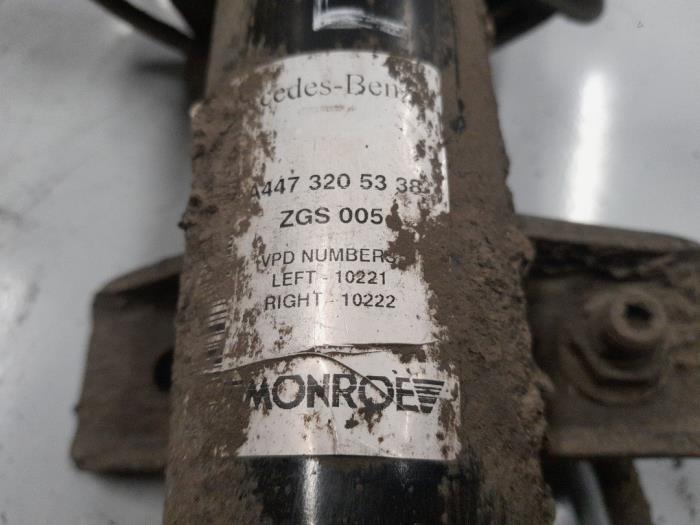 cedes-Benz
A447 320 53 38
ZGS 005
VPD NUMBERS
LEFT - 10221
RIGHT - 10222
MONROE